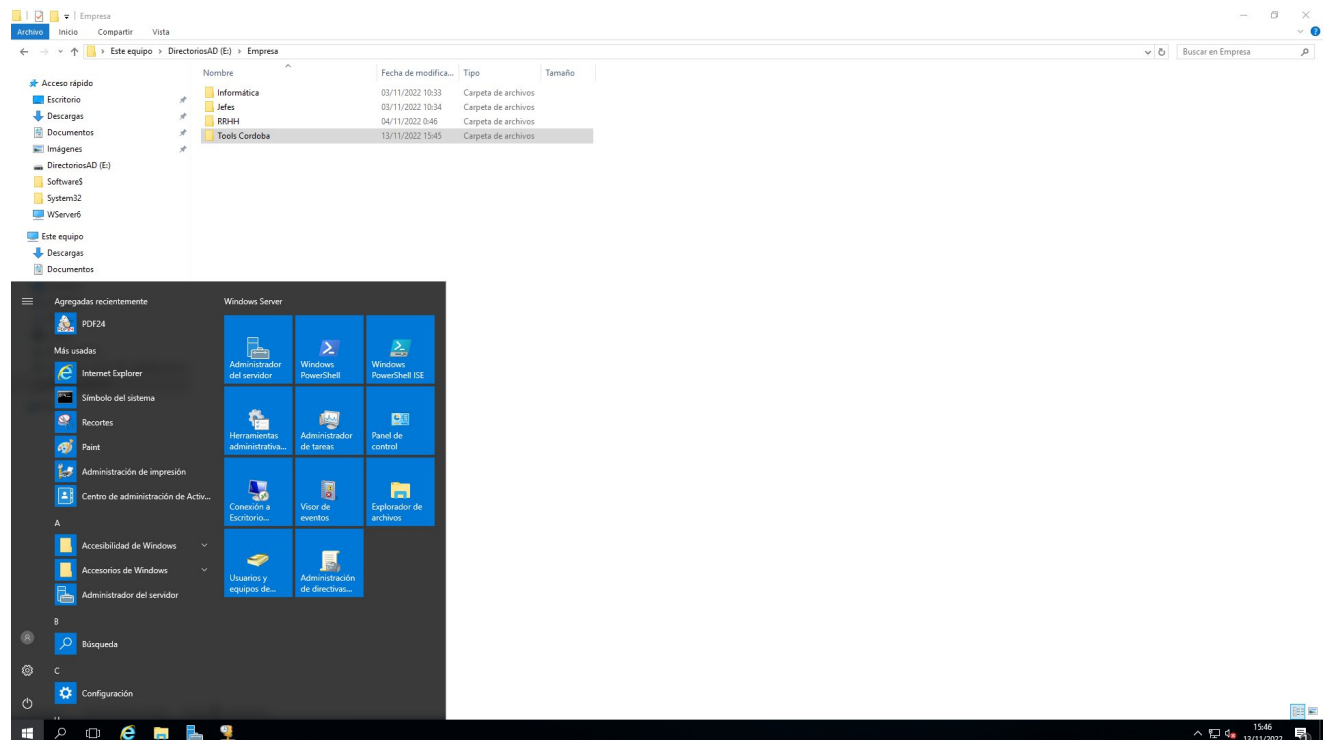 Empresa
Archivo Inicio Compartir Vista
Este equipo > DirectoriosAD (E:) > Empresa
Buscar en Empresa
Nombre Fecha de modifica... Tipo Tamaño
Acceso rápido
Escritorio
Descargas
Documentos
Imágenes
DirectoriosAD (E:)
Software$
System32
WServer6
Este equipo
Descargas
Documentos
Informática 03/11/2022 10:33 Carpeta de archivos
Jefes 03/11/2022 10:34 Carpeta de archivos
RRHH 04/11/2022 0:46 Carpeta de archivos
Tools Cordoba 13/11/2022 15:45 Carpeta de archivos
Agregadas recientemente
PDF24
Más usadas
Internet Explorer
Símbolo del sistema
Recortes
Paint
Administración de impresión
Centro de administración de Activ...
A
Accesibilidad de Windows
Accesorios de Windows
Administrador del servidor
B
Búsqueda
C
Configuración
Windows Server
Administrador
del servidor
Windows
PowerShell
Windows
PowerShell ISE
Herramientas
administrativa...
Administrador
de tareas
Panel de
control
Conexión a
Escritorio...
Visor de
eventos
Explorador de
archivos
Usuarios y
equipos de...
Administración
de directivas...
15:46
13/11/2022